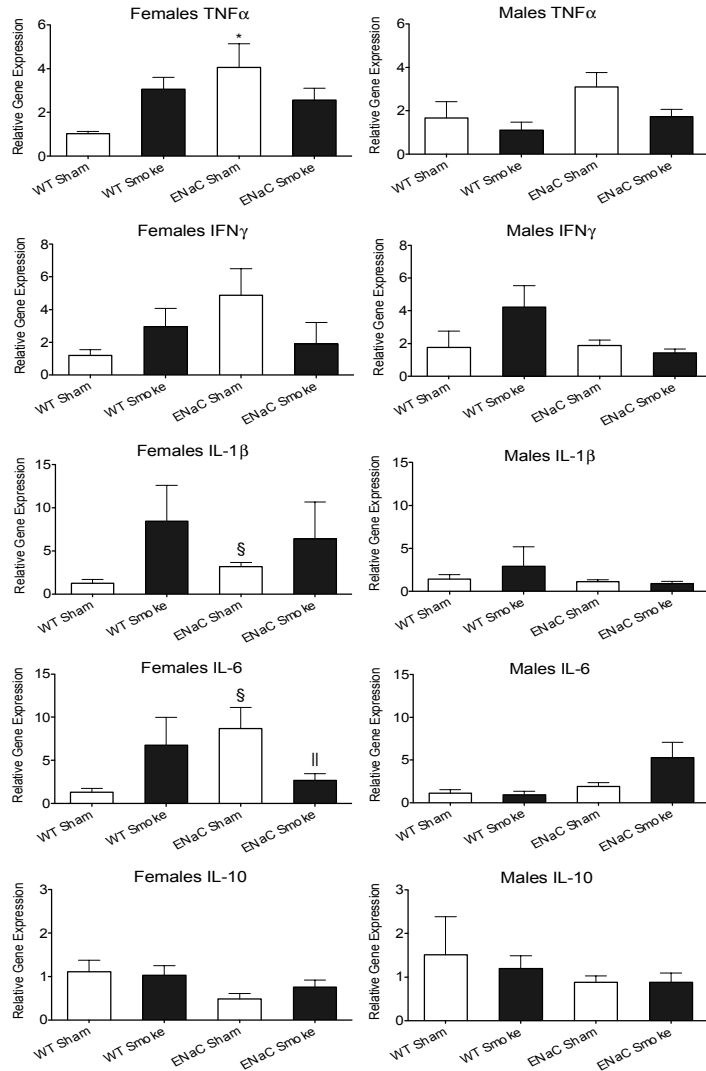 Females TNFα
Relative Gene Expression
6
4
2
0
*
WT Sham
WT Smoke
ENaC Sham
ENaC Smoke
Males TNFα
Relative Gene Expression
6
4
2
0
WT Sham
WT Smoke
ENaC Sham
ENaC Smoke
Females IFNγ
Relative Gene Expression
8
6
4
2
0
WT Sham
WT Smoke
ENaC Sham
ENaC Smoke
Males IFNγ
Relative Gene Expression
8
6
4
2
0
WT Sham
WT Smoke
ENaC Sham
ENaC Smoke
Females IL-1β
Relative Gene Expression
15
10
5
0
§
WT Sham
WT Smoke
ENaC Sham
ENaC Smoke
Males IL-1β
Relative Gene Expression
15
10
5
0
WT Sham
WT Smoke
ENaC Sham
ENaC Smoke
Females IL-6
Relative Gene Expression
15
10
5
0
§
||
WT Sham
WT Smoke
ENaC Sham
ENaC Smoke
Males IL-6
Relative Gene Expression
15
10
5
0
WT Sham
WT Smoke
ENaC Sham
ENaC Smoke
Females IL-10
Relative Gene Expression
3
2
1
0
WT Sham
WT Smoke
ENaC Sham
ENaC Smoke
Males IL-10
Relative Gene Expression
3
2
1
0
WT Sham
WT Smoke
ENaC Sham
ENaC Smoke